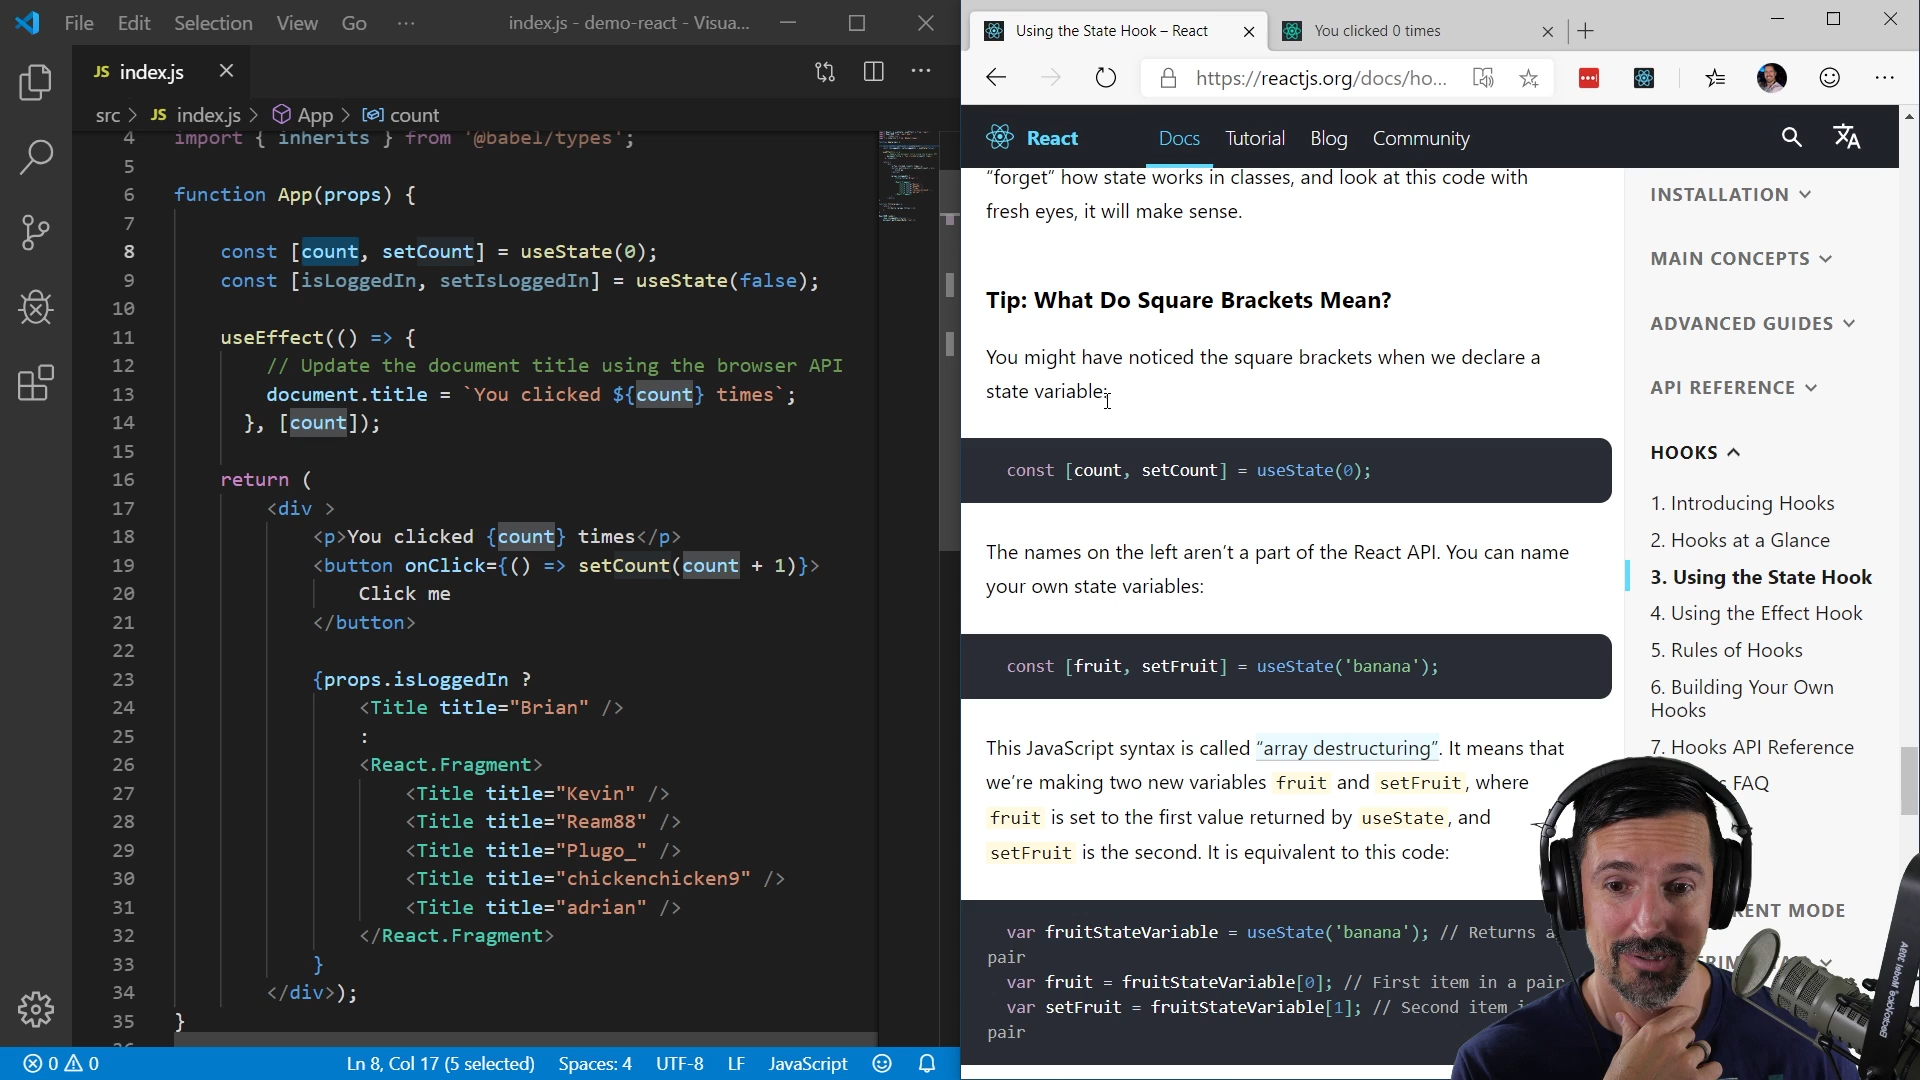 File Edit Selection View Go ··· index.js - demo-react - Visua...
JS index.js
src > JS index.js > App > count
4 import { inherits } from '@babel/types';
5
6 function App(props) {
7
8 const [count, setCount] = useState(0);
9 const [isLoggedIn, setIsLoggedIn] = useState(false);
10
11 useEffect(() => {
12 // Update the document title using the browser API
13 document.title = `You clicked ${count} times`;
14 }, [count]);
15
16 return (
17 <div >
18 <p>You clicked {count} times</p>
19 <button onClick={() => setCount(count + 1)}>
20 Click me
21 </button>
22
23 {props.isLoggedIn ?
24 <Title title="Brian" />
25 :
26 <React.Fragment>
27 <Title title="Kevin" />
28 <Title title="Ream88" />
29 <Title title="Plugo_" />
30 <Title title="chickenchicken9" />
31 <Title title="adrian" />
32 </React.Fragment>
33 }
34 </div>);
35 }
0 0 Ln 8, Col 17 (5 selected) Spaces: 4 UTF-8 LF JavaScript
Using the State Hook – React
You clicked 0 times
https://reactjs.org/docs/ho...
React Docs Tutorial Blog Community
“forget” how state works in classes, and look at this code with
fresh eyes, it will make sense.
Tip: What Do Square Brackets Mean?
You might have noticed the square brackets when we declare a
state variable:
const [count, setCount] = useState(0);
The names on the left aren’t a part of the React API. You can name
your own state variables:
const [fruit, setFruit] = useState('banana');
This JavaScript syntax is called “array destructuring”. It means that
we’re making two new variables fruit and setFruit, where
fruit is set to the first value returned by useState, and
setFruit is the second. It is equivalent to this code:
var fruitStateVariable = useState('banana'); // Returns a
pair
var fruit = fruitStateVariable[0]; // First item in a pair
var setFruit = fruitStateVariable[1]; // Second item
pair
INSTALLATION
MAIN CONCEPTS
ADVANCED GUIDES
API REFERENCE
HOOKS
1. Introducing Hooks
2. Hooks at a Glance
3. Using the State Hook
4. Using the Effect Hook
5. Rules of Hooks
6. Building Your Own
Hooks
7. Hooks API Reference
FAQ
RENT MODE